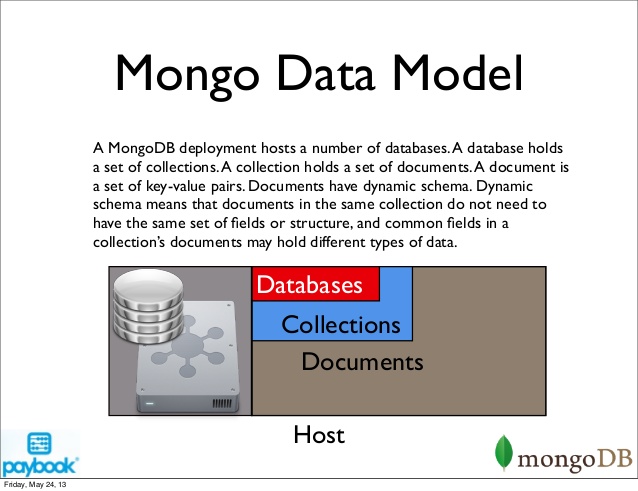 Mongo Data Model
A MongoDB deployment hosts a number of databases. A database holds
a set of collections. A collection holds a set of documents. A document is
a set of key-value pairs. Documents have dynamic schema. Dynamic
schema means that documents in the same collection do not need to
have the same set of fields or structure, and common fields in a
collection’s documents may hold different types of data.
Databases
Collections
Documents
Host
paybook
mongoDB
Friday, May 24, 13